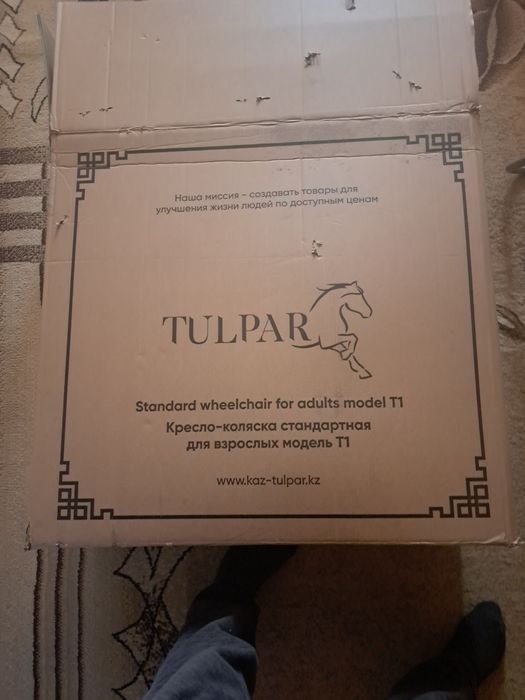 Наша миссия – создавать товары для
улучшения жизни людей по доступным ценам
TULPAR
Standard wheelchair for adults model T1
Кресло-коляска стандартная
для взрослых модель T1
www.kaz-tulpar.kz